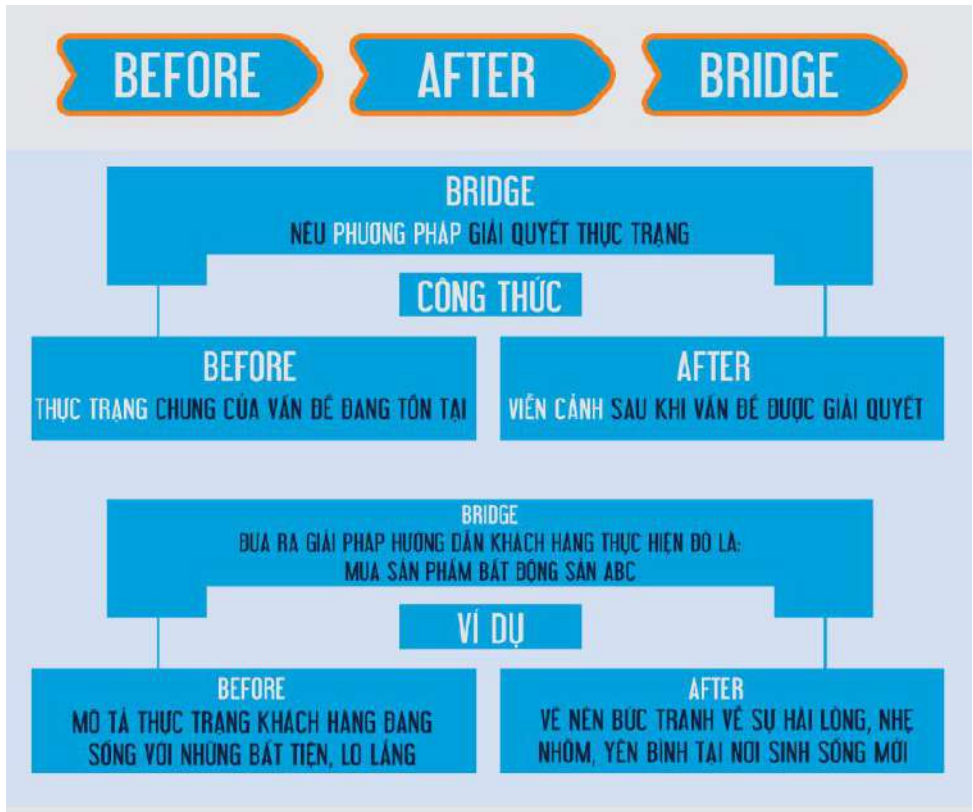 BEFORE
AFTER
BRIDGE
BRIDGE
NÊU PHƯƠNG PHÁP GIẢI QUYẾT THỰC TRẠNG
CÔNG THỨC
BEFORE
THỰC TRẠNG CHUNG CỦA VẤN ĐỀ ĐANG TỒN TẠI
AFTER
VIỄN CẢNH SAU KHI VẤN ĐỀ ĐƯỢC GIẢI QUYẾT
BRIDGE
ĐƯA RA GIẢI PHÁP HƯỚNG DẪN KHÁCH HÀNG THỰC HIỆN ĐÓ LÀ:
MUA SẢN PHẨM BẤT ĐỘNG SẢN ABC
VÍ DỤ
BEFORE
MÔ TẢ THỰC TRẠNG KHÁCH HÀNG ĐANG
SỐNG VỚI NHỮNG BẤT TIỆN, LO LẮNG
AFTER
VẼ NÊN BỨC TRANH VỀ SỰ HÀI LÒNG, NHẸ
NHÕM, YÊN BÌNH TẠI NƠI SINH SỐNG MỚI